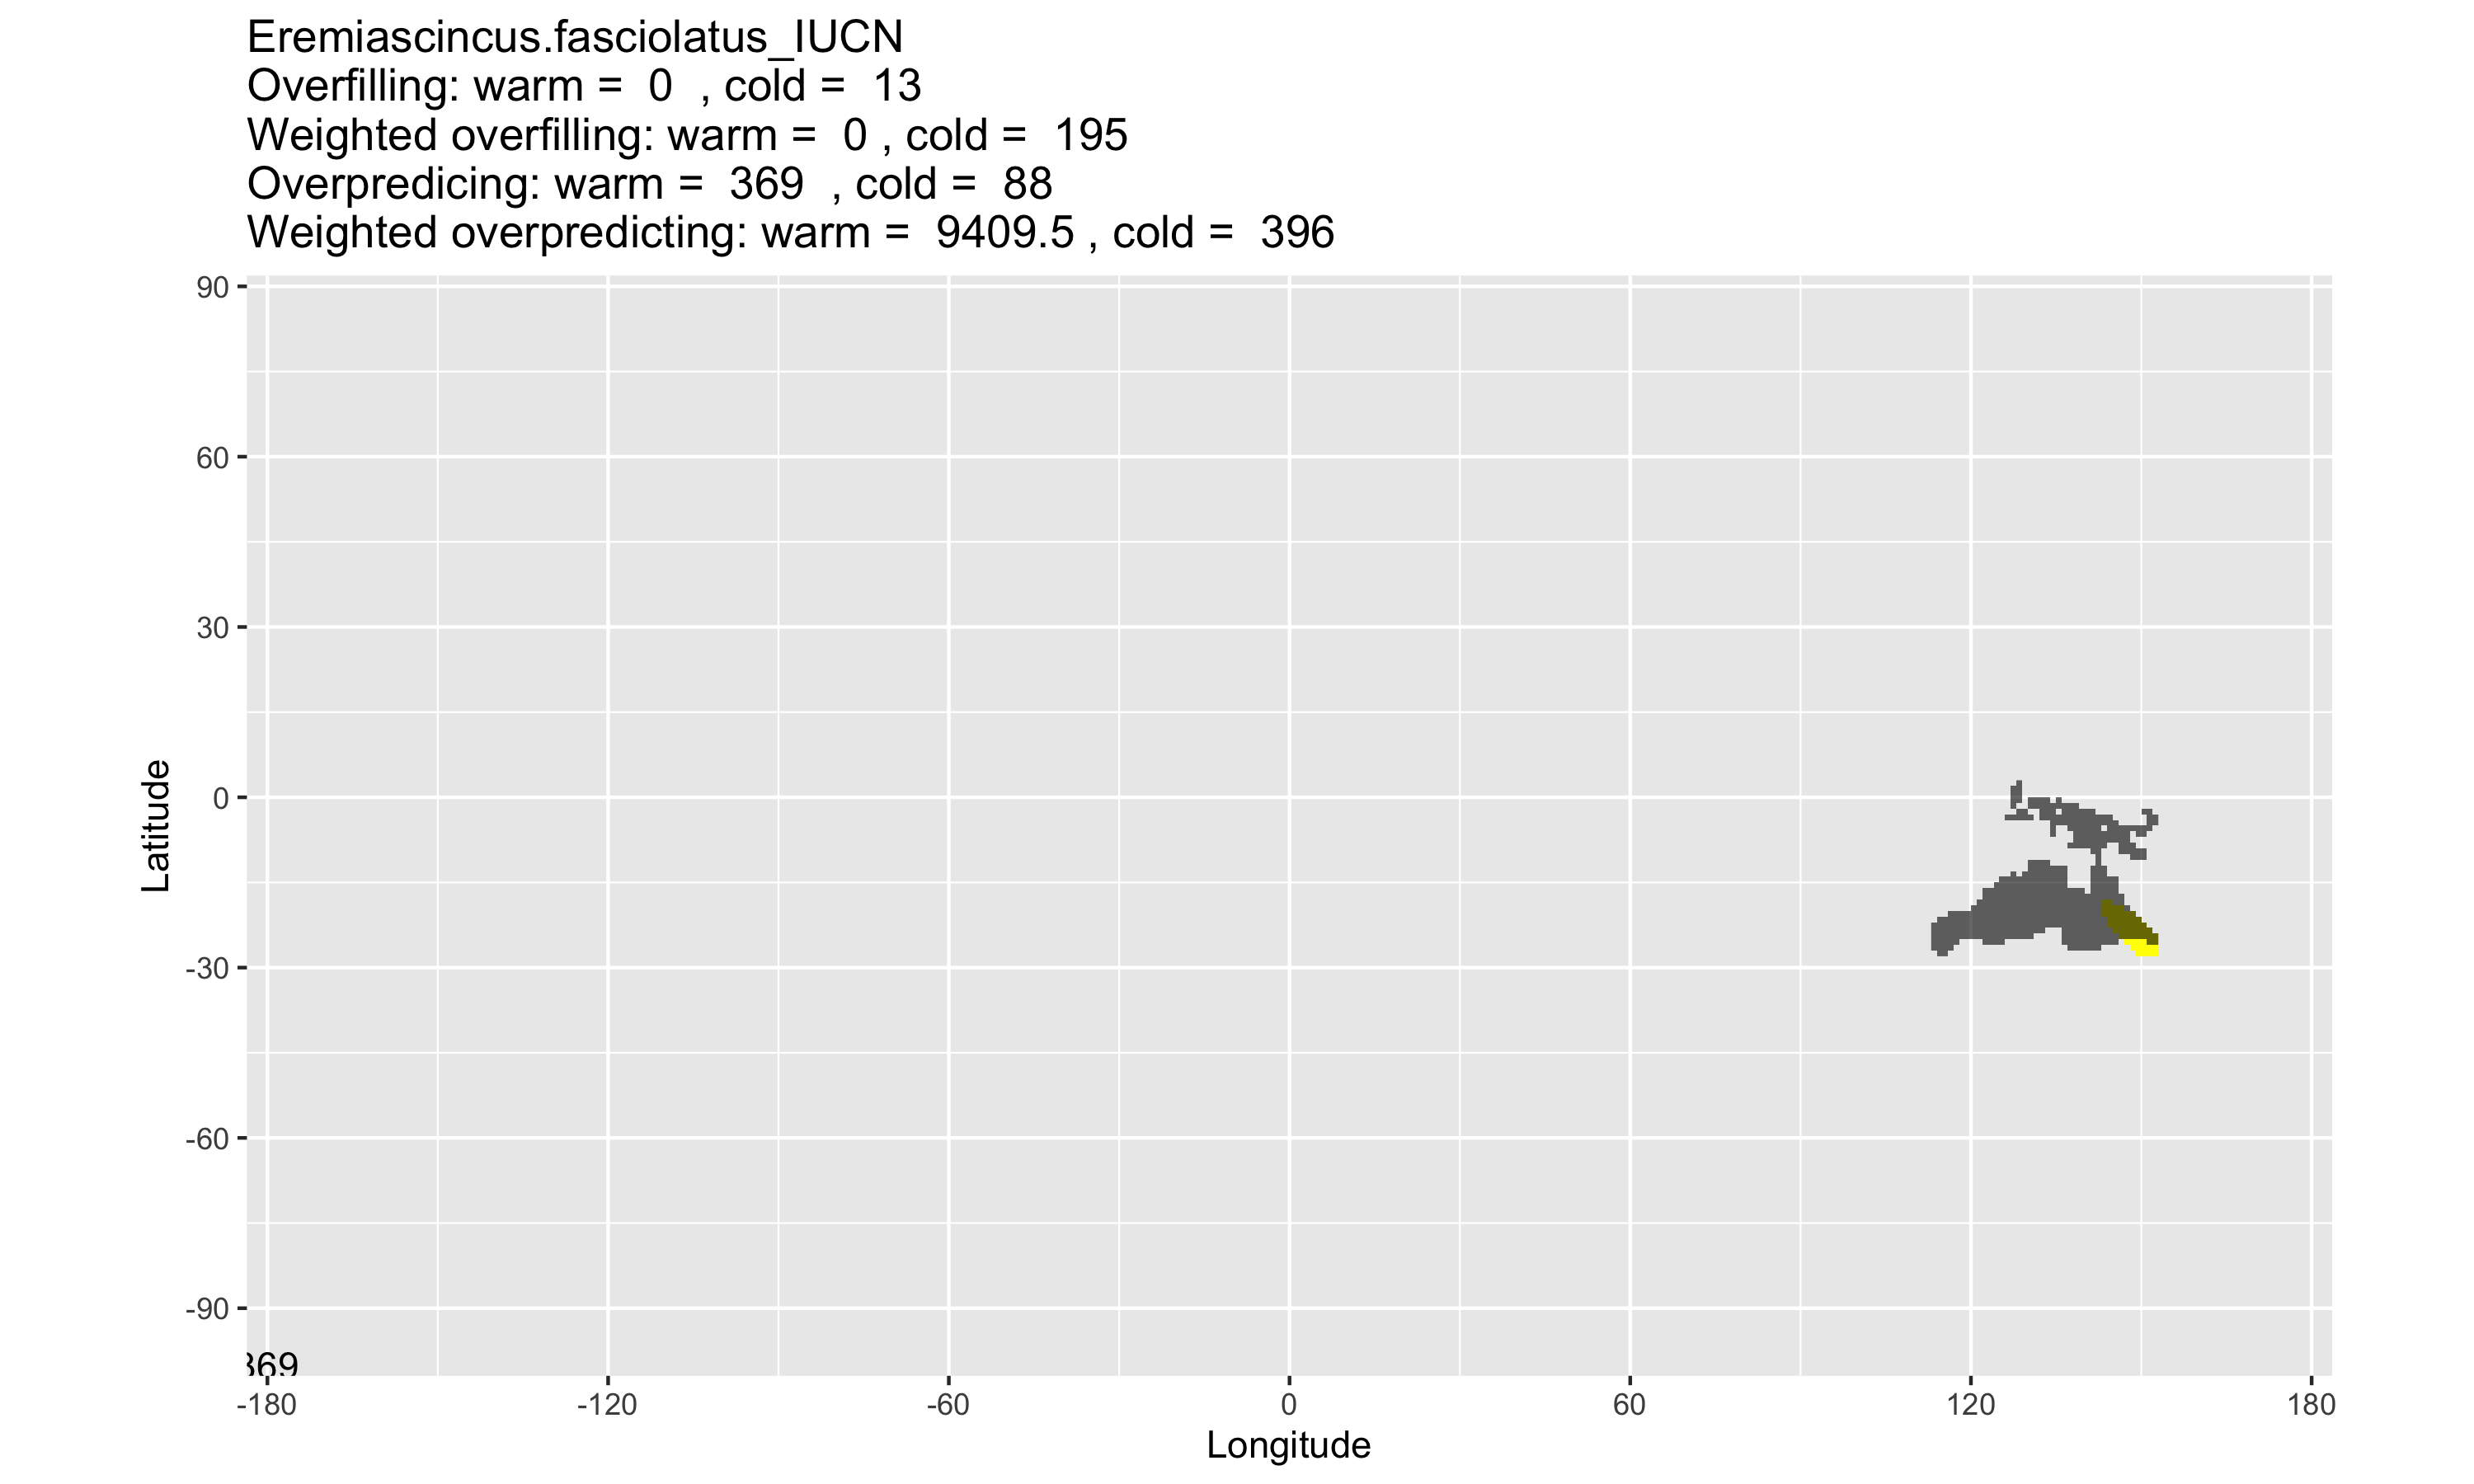 Eremiascincus.fasciolatus_IUCN
Overfilling: warm =  0  , cold =  13
Weighted overfilling: warm =  0 , cold =  195
Overpredicing: warm =  369  , cold =  88
Weighted overpredicting: warm =  9409.5 , cold =  396
90
60
30
0
-30
-60
-90
Latitude
369
-180
-120
-60
0
60
120
180
Longitude